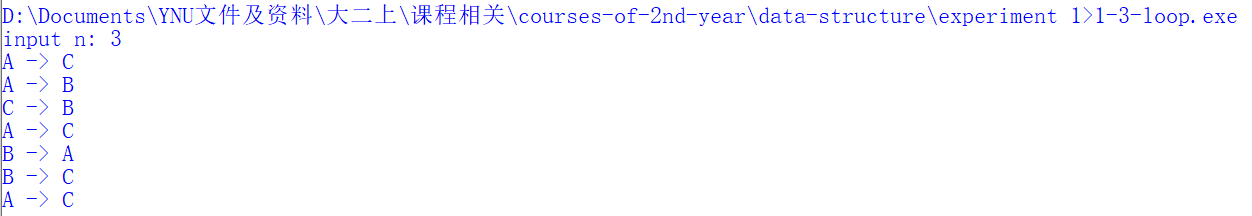 D:\Documents\YNU文件及资料\大二上\课程相关\courses-of-2nd-year\data-structure\experiment 1>1-3-loop.exe
input n: 3
A -> C
A -> B
C -> B
A -> C
B -> A
B -> C
A -> C